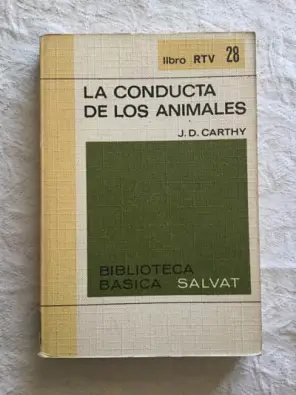 libro RTV 28
LA CONDUCTA
DE LOS ANIMALES
J. D. CARTHY
BIBLIOTECA
BASICA SALVAT